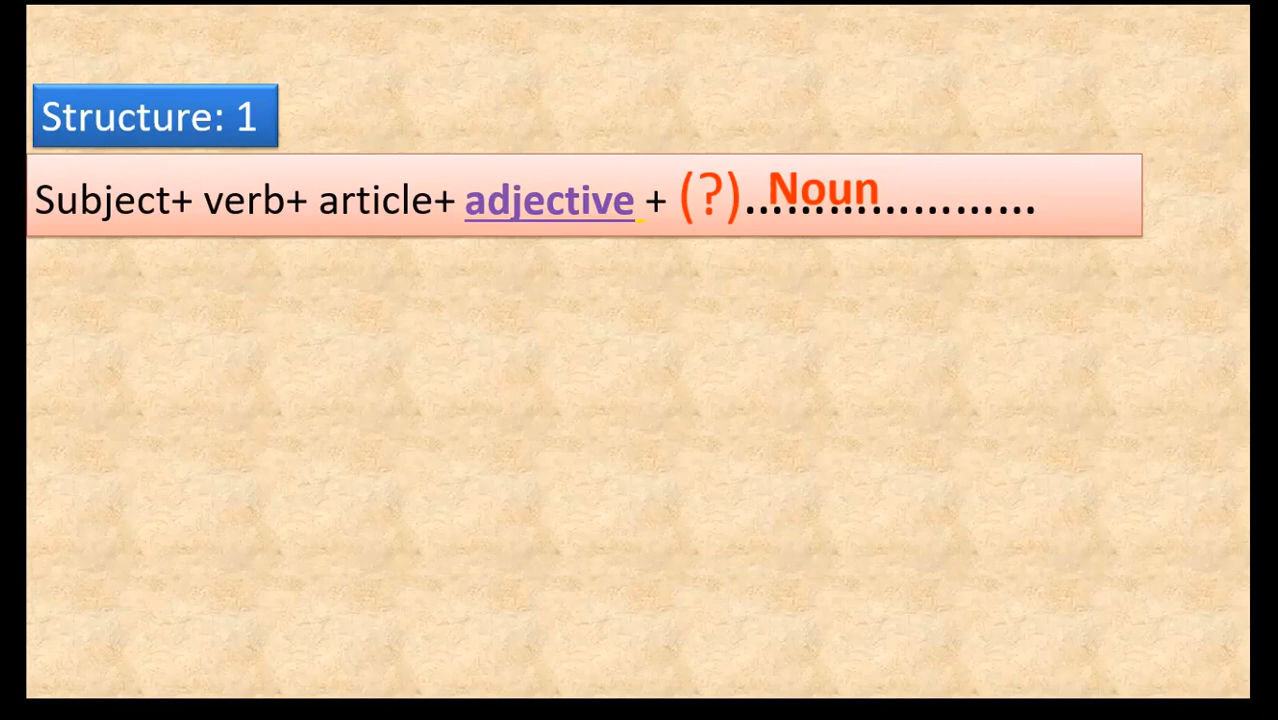 Structure: 1
Subject+ verb+ article+ adjective + (?)…Noun………………